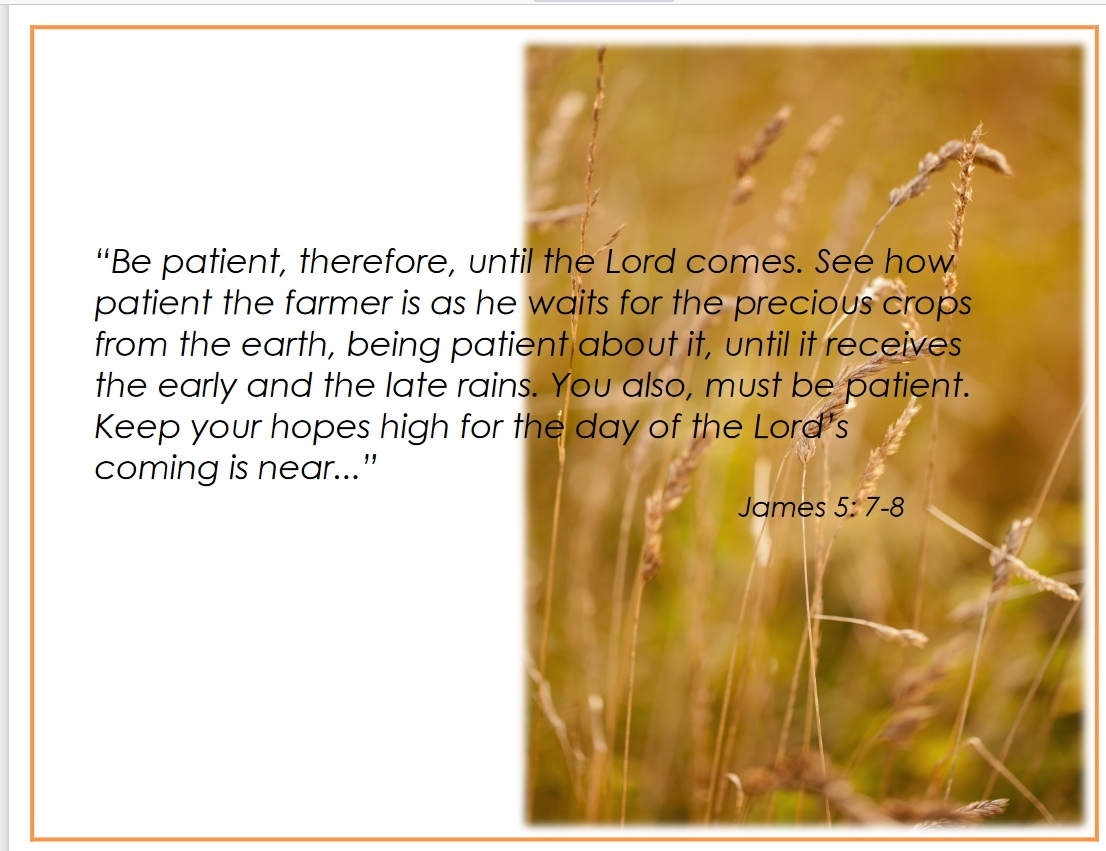 “Be patient, therefore, until the Lord comes. See how
patient the farmer is as he waits for the precious crops
from the earth, being patient about it, until it receives
the early and the late rains. You also, must be patient.
Keep your hopes high for the day of the Lord’s
coming is near...”
James 5: 7-8